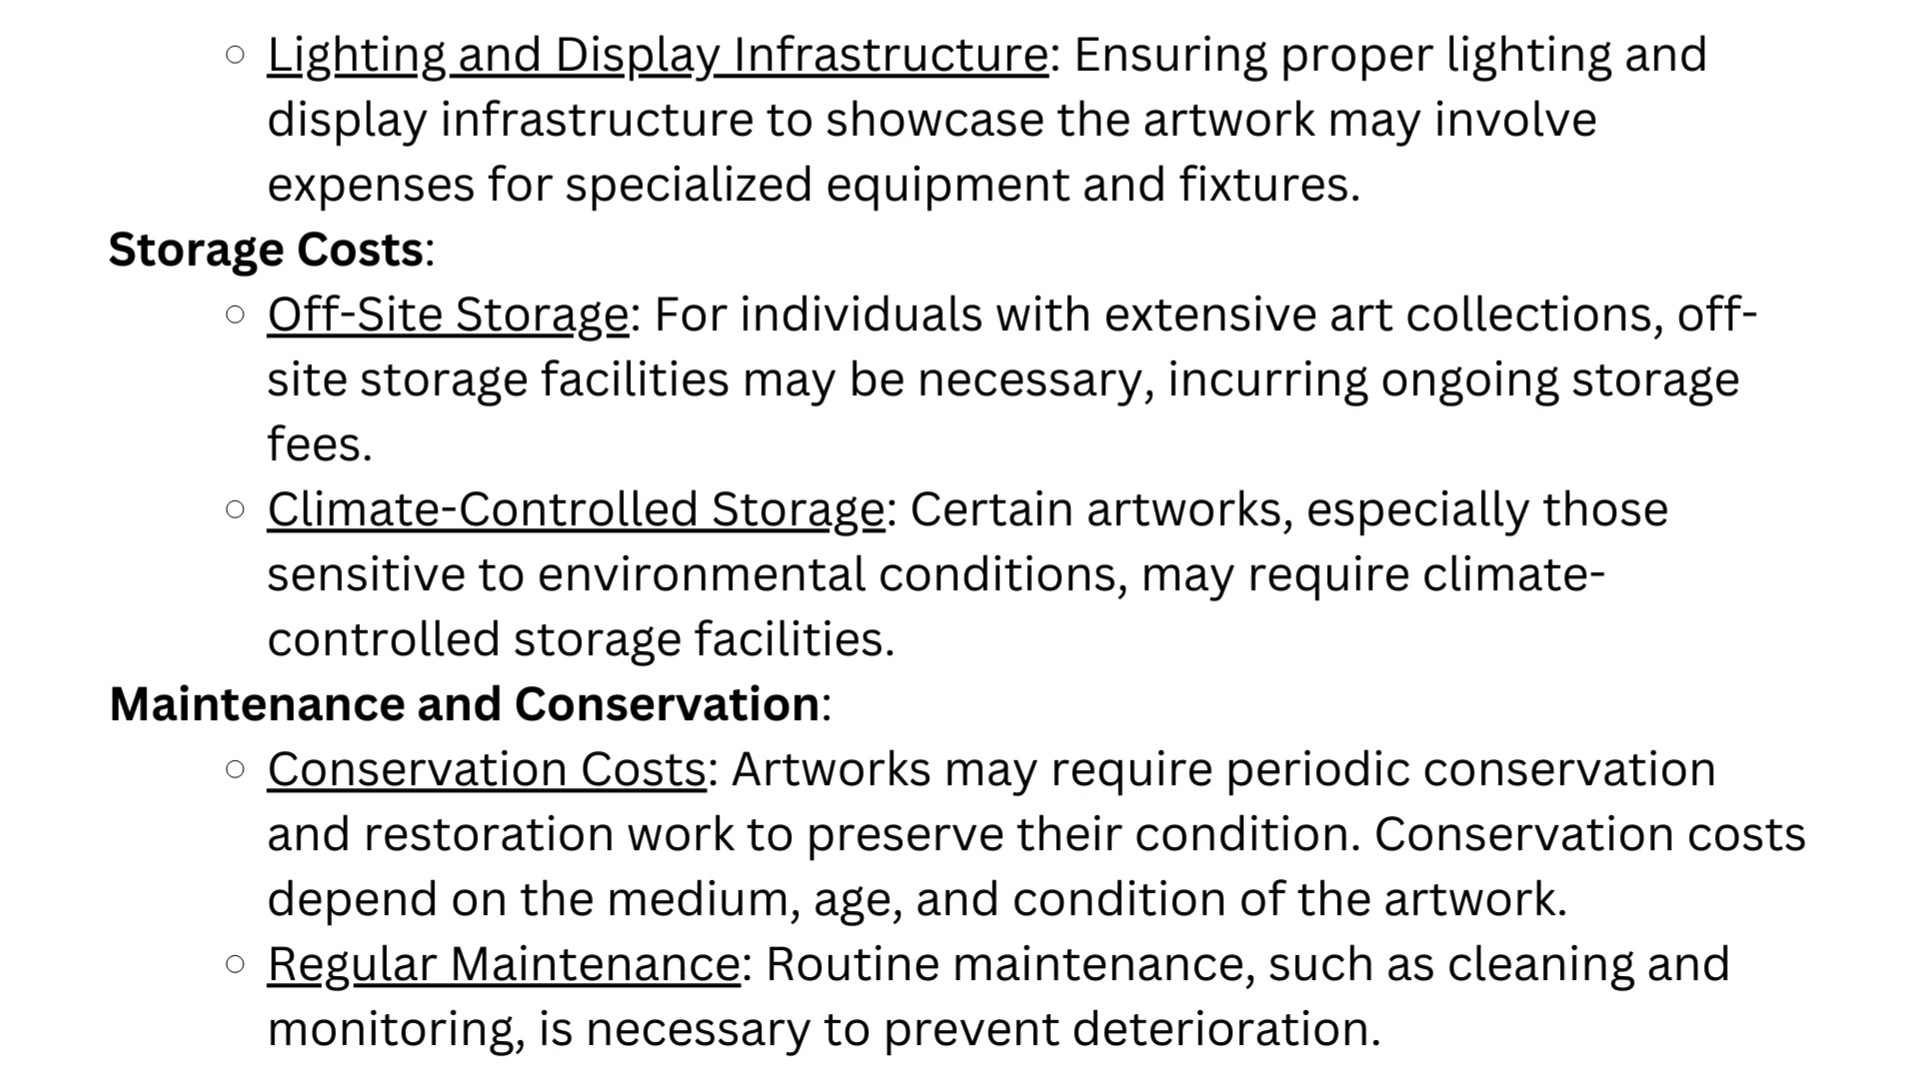 Lighting and Display Infrastructure: Ensuring proper lighting and
display infrastructure to showcase the artwork may involve
expenses for specialized equipment and fixtures.
Storage Costs:
Off-Site Storage: For individuals with extensive art collections, off-
site storage facilities may be necessary, incurring ongoing storage
fees.
Climate-Controlled Storage: Certain artworks, especially those
sensitive to environmental conditions, may require climate-
controlled storage facilities.
Maintenance and Conservation:
Conservation Costs: Artworks may require periodic conservation
and restoration work to preserve their condition. Conservation costs
depend on the medium, age, and condition of the artwork.
Regular Maintenance: Routine maintenance, such as cleaning and
monitoring, is necessary to prevent deterioration.